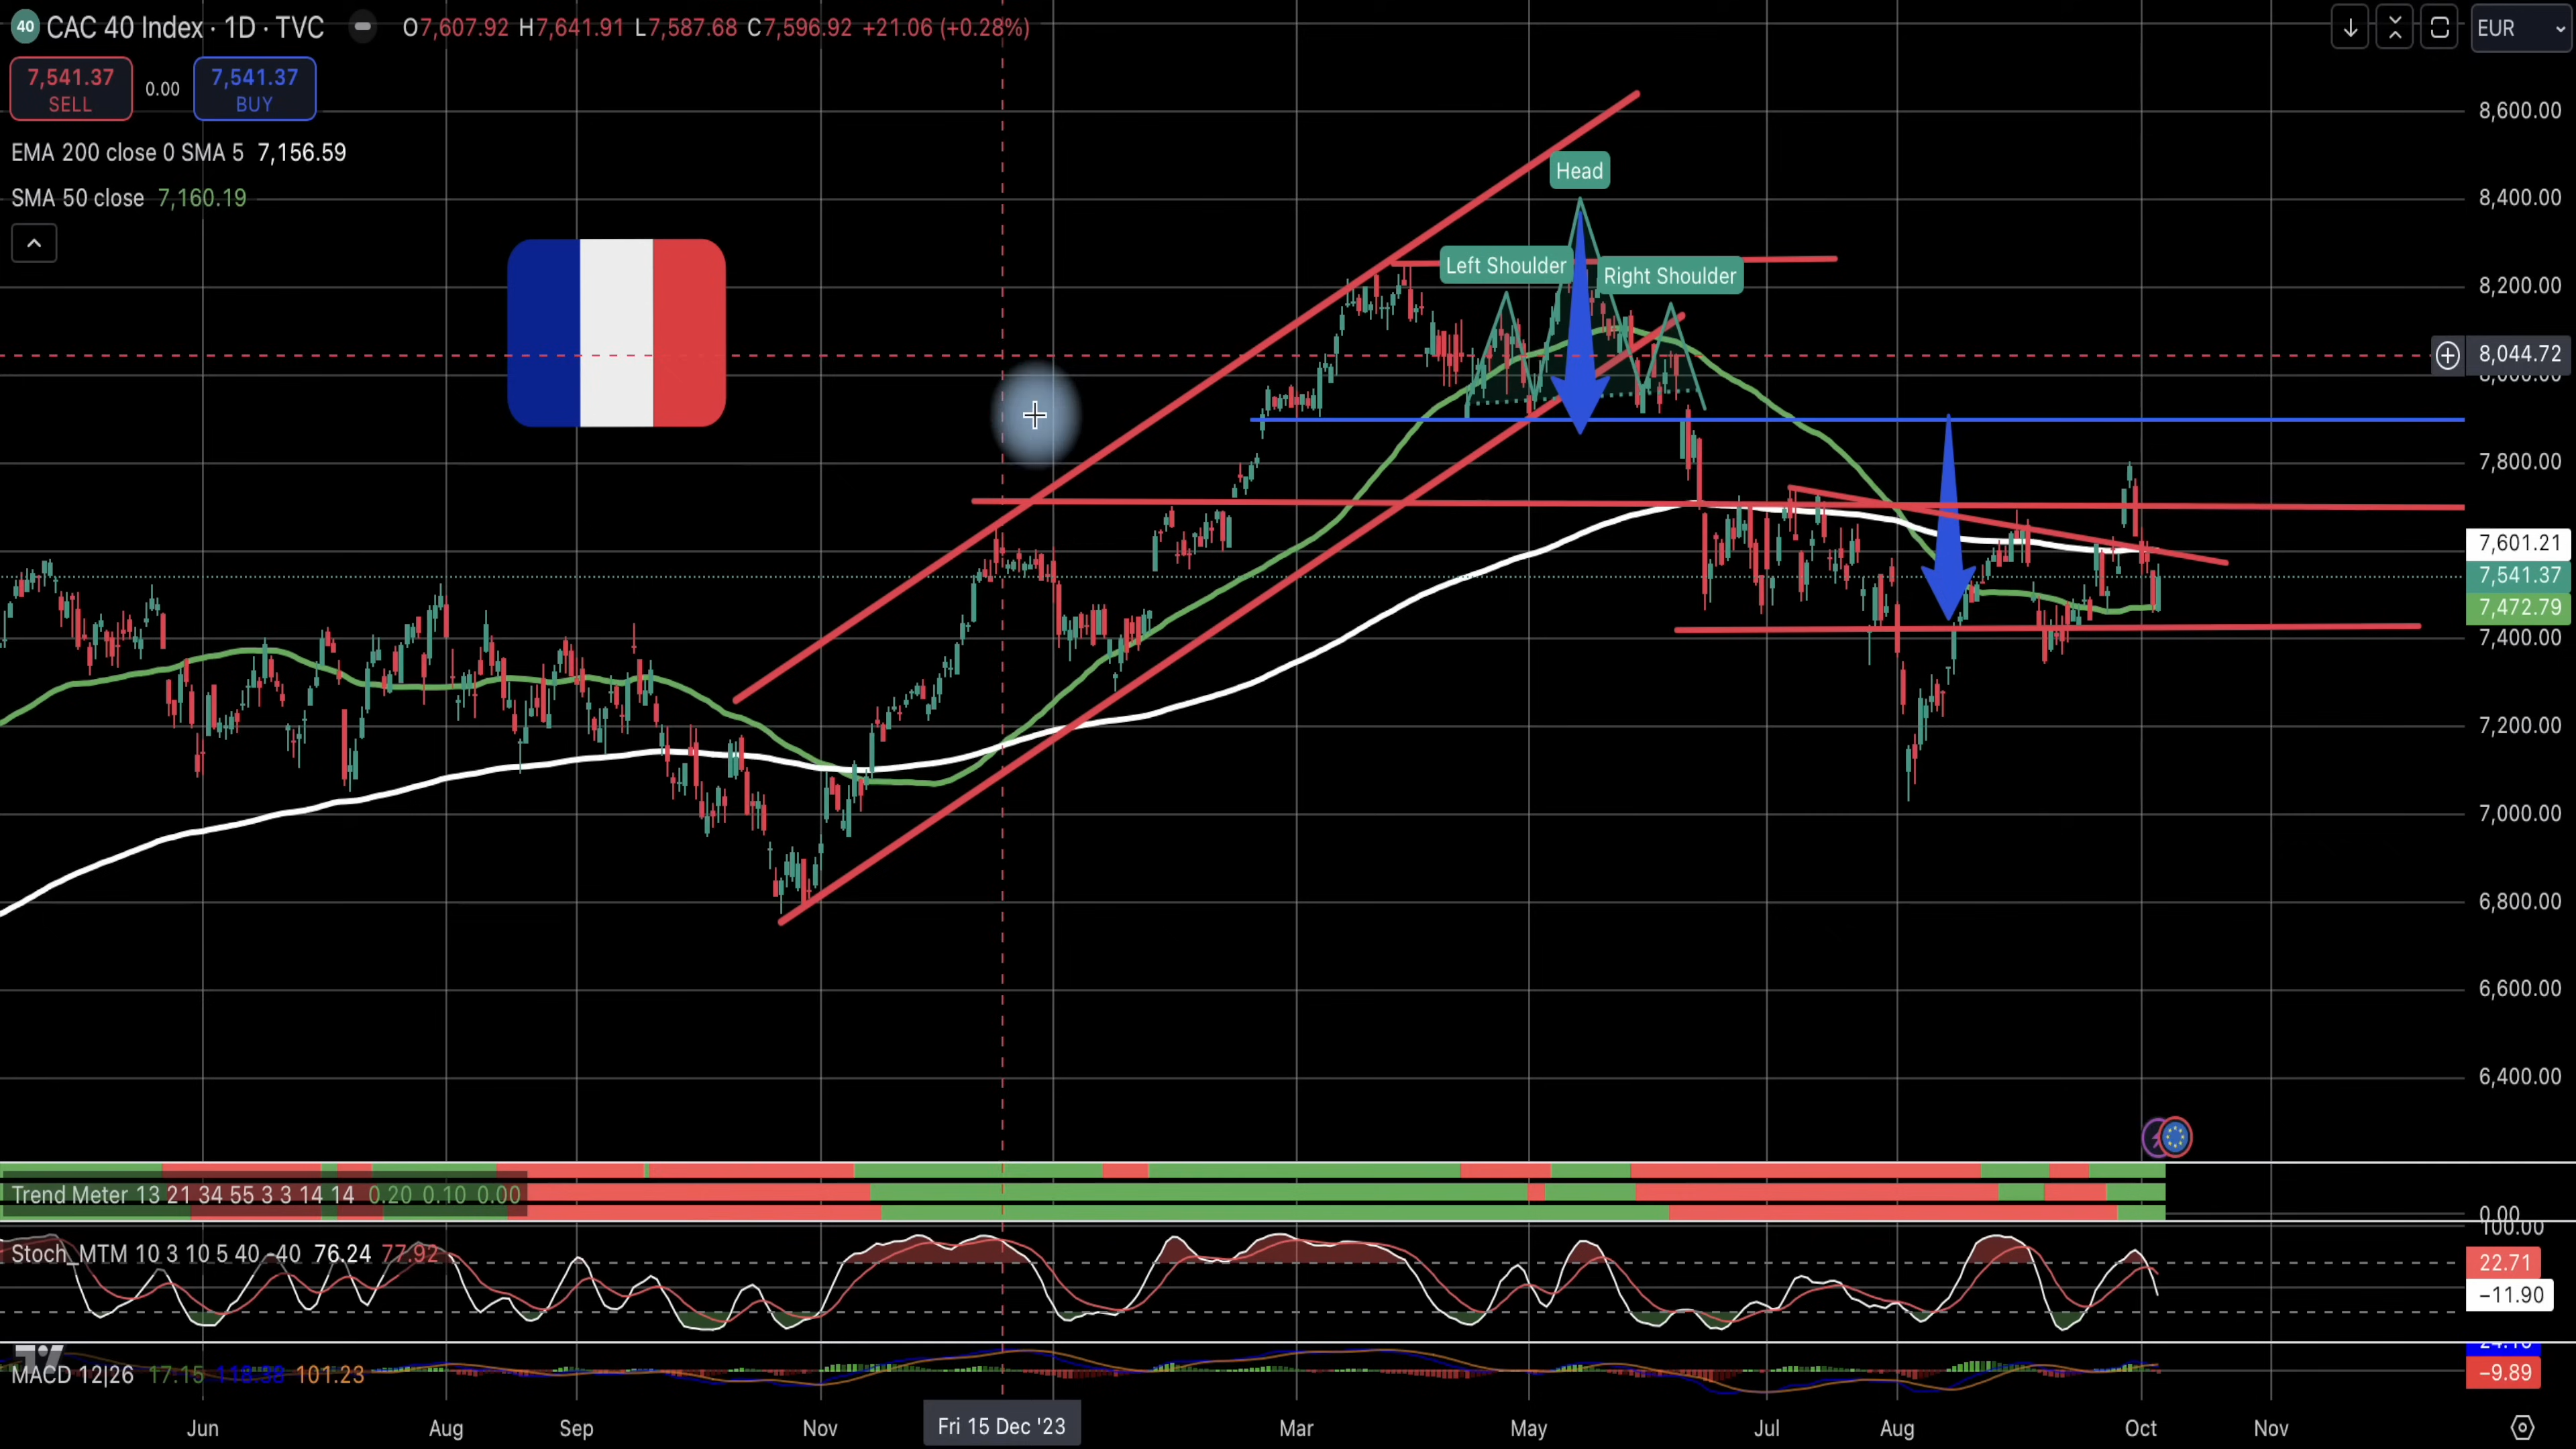 40 CAC 40 Index · 1D · TVC O7,607.92 H7,641.91 L7,587.68 C7,596.92 +21.06 (+0.28%)
EUR
7,541.37 SELL 0.00 7,541.37 BUY
EMA 200 close 0 SMA 5 7,156.59
SMA 50 close 7,160.19
Head
Left Shoulder
Right Shoulder
8,600.00
8,400.00
8,200.00
8,044.72
8,000.00
7,800.00
7,601.21
7,541.37
7,472.79
7,400.00
7,200.00
7,000.00
6,800.00
6,600.00
6,400.00
Trend Meter 13 21 34 55 3 3 14 14 0.20 0.10 0.00
0.00
100.00
Stoch_MTM 10 3 10 5 40 -40 76.24 77.92
22.71
−11.90
MACD 12|26 17.15 118.38 101.23
−9.89
Jun Aug Sep Nov Fri 15 Dec '23 Mar May Jul Aug Oct Nov